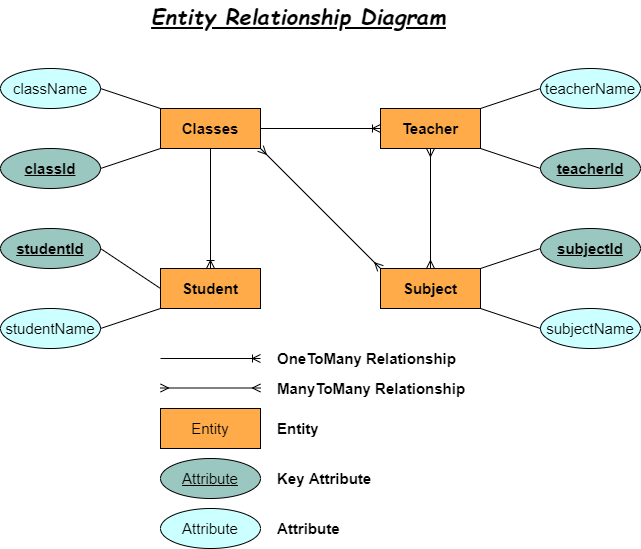 Entity Relationship Diagram
className
teacherName
Classes
Teacher
classId
teacherId
studentId
subjectId
Student
Subject
studentName
subjectName
OneToMany Relationship
ManyToMany Relationship
Entity
Entity
Attribute
Key Attribute
Attribute
Attribute